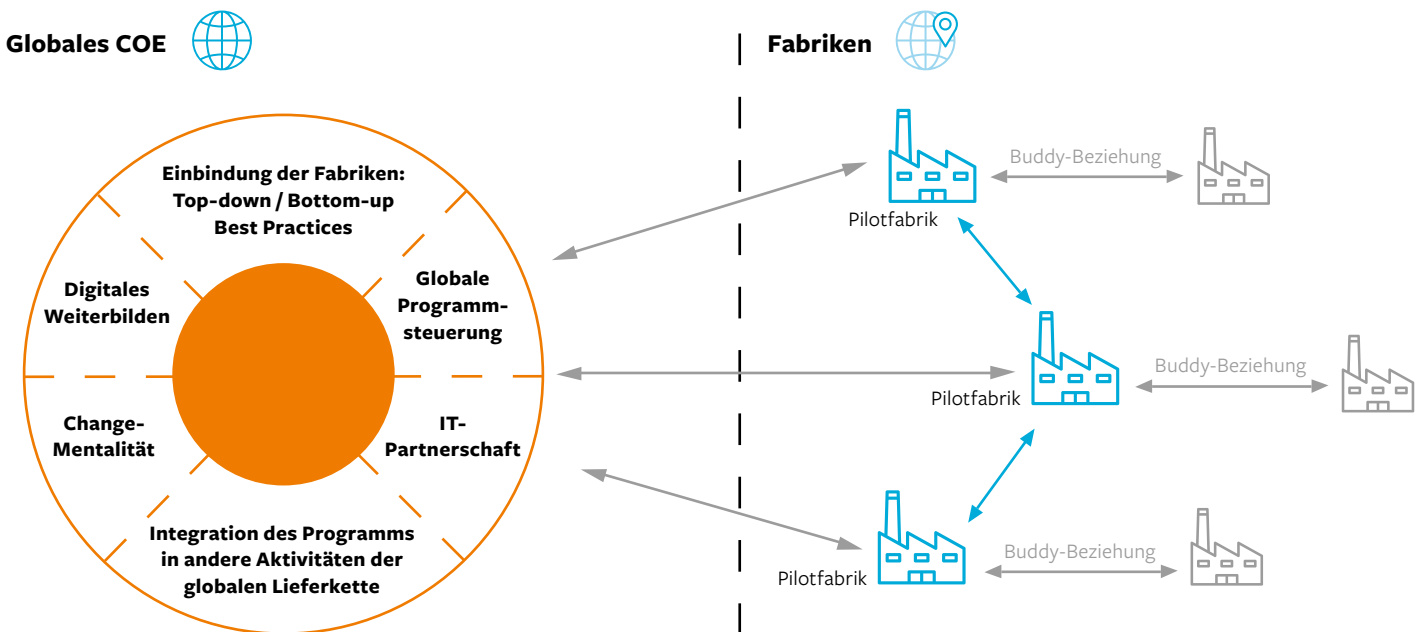 Globales COE
Fabriken
Einbindung der Fabriken:
Top-down / Bottom-up
Best Practices
Digitales
Weiterbilden
Globale
Programm-
steuerung
Change-
Mentalität
IT-
Partnerschaft
Integration des Programms
in andere Aktivitäten der
globalen Lieferkette
Buddy-Beziehung
Pilotfabrik
Buddy-Beziehung
Pilotfabrik
Buddy-Beziehung
Pilotfabrik